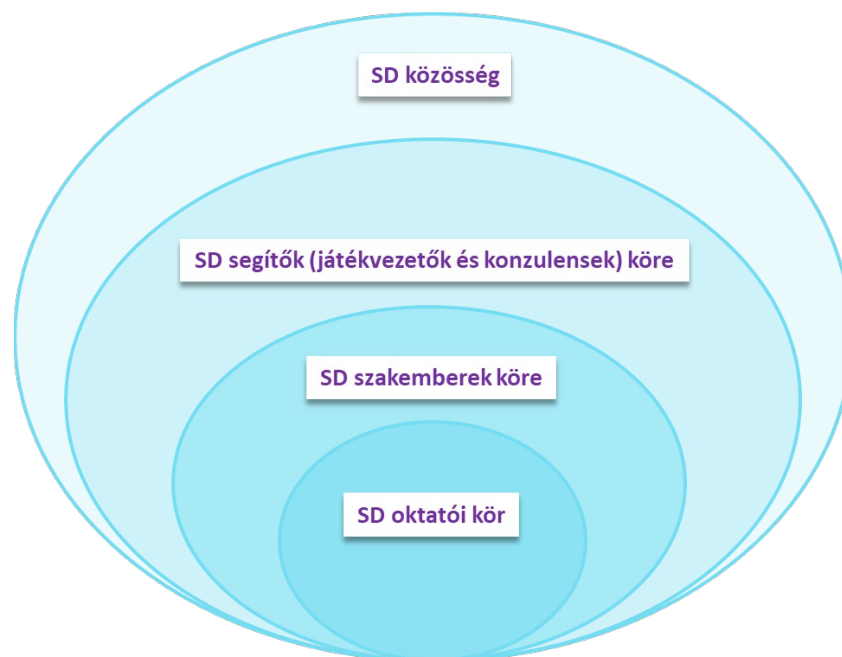 SD közösség
SD segítők (játékvezetők és konzulensek) köre
SD szakemberek köre
SD oktatói kör